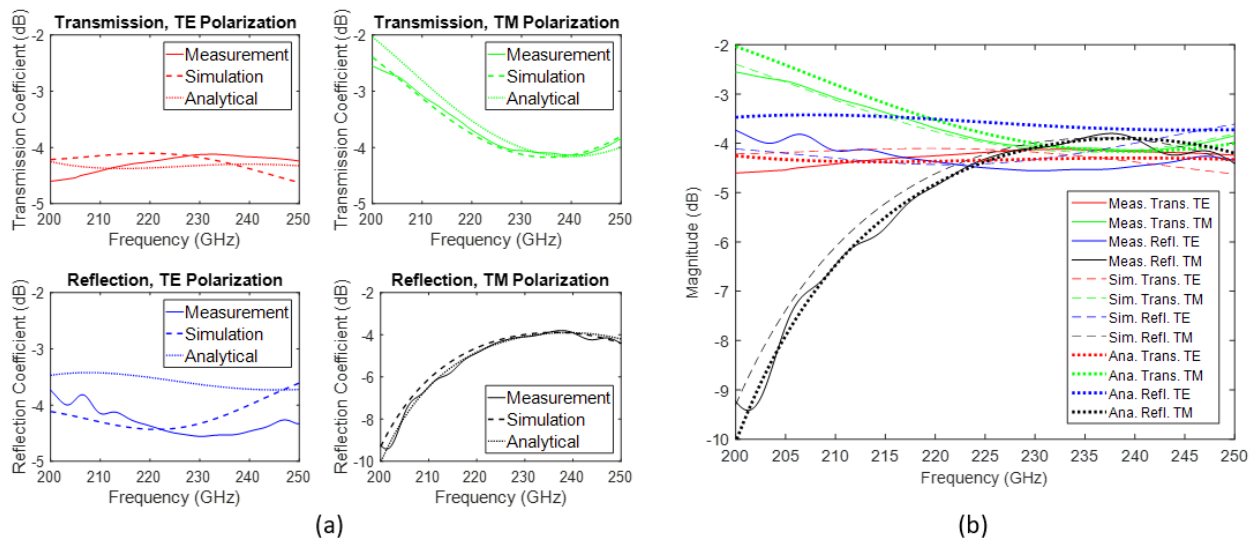 Transmission, TE Polarization
Transmission Coefficient (dB)
-2
-3
-4
-5
Measurement
Simulation
Analytical
200 210 220 230 240 250
Frequency (GHz)
Transmission, TM Polarization
Transmission Coefficient (dB)
-2
-3
-4
-5
Measurement
Simulation
Analytical
200 210 220 230 240 250
Frequency (GHz)
Reflection, TE Polarization
Reflection Coefficient (dB)
-2
-3
-4
-5
Measurement
Simulation
Analytical
200 210 220 230 240 250
Frequency (GHz)
Reflection, TM Polarization
Reflection Coefficient (dB)
-2
-4
-6
-8
-10
Measurement
Simulation
Analytical
200 210 220 230 240 250
Frequency (GHz)
(a)
Magnitude (dB)
-2
-3
-4
-5
-6
-7
-8
-9
-10
Meas. Trans. TE
Meas. Trans. TM
Meas. Refl. TE
Meas. Refl. TM
Sim. Trans. TE
Sim. Trans. TM
Sim. Refl. TE
Sim. Refl. TM
Ana. Trans. TE
Ana. Trans. TM
Ana. Refl. TE
Ana. Refl. TM
200 205 210 215 220 225 230 235 240 245 250
Frequency (GHz)
(b)